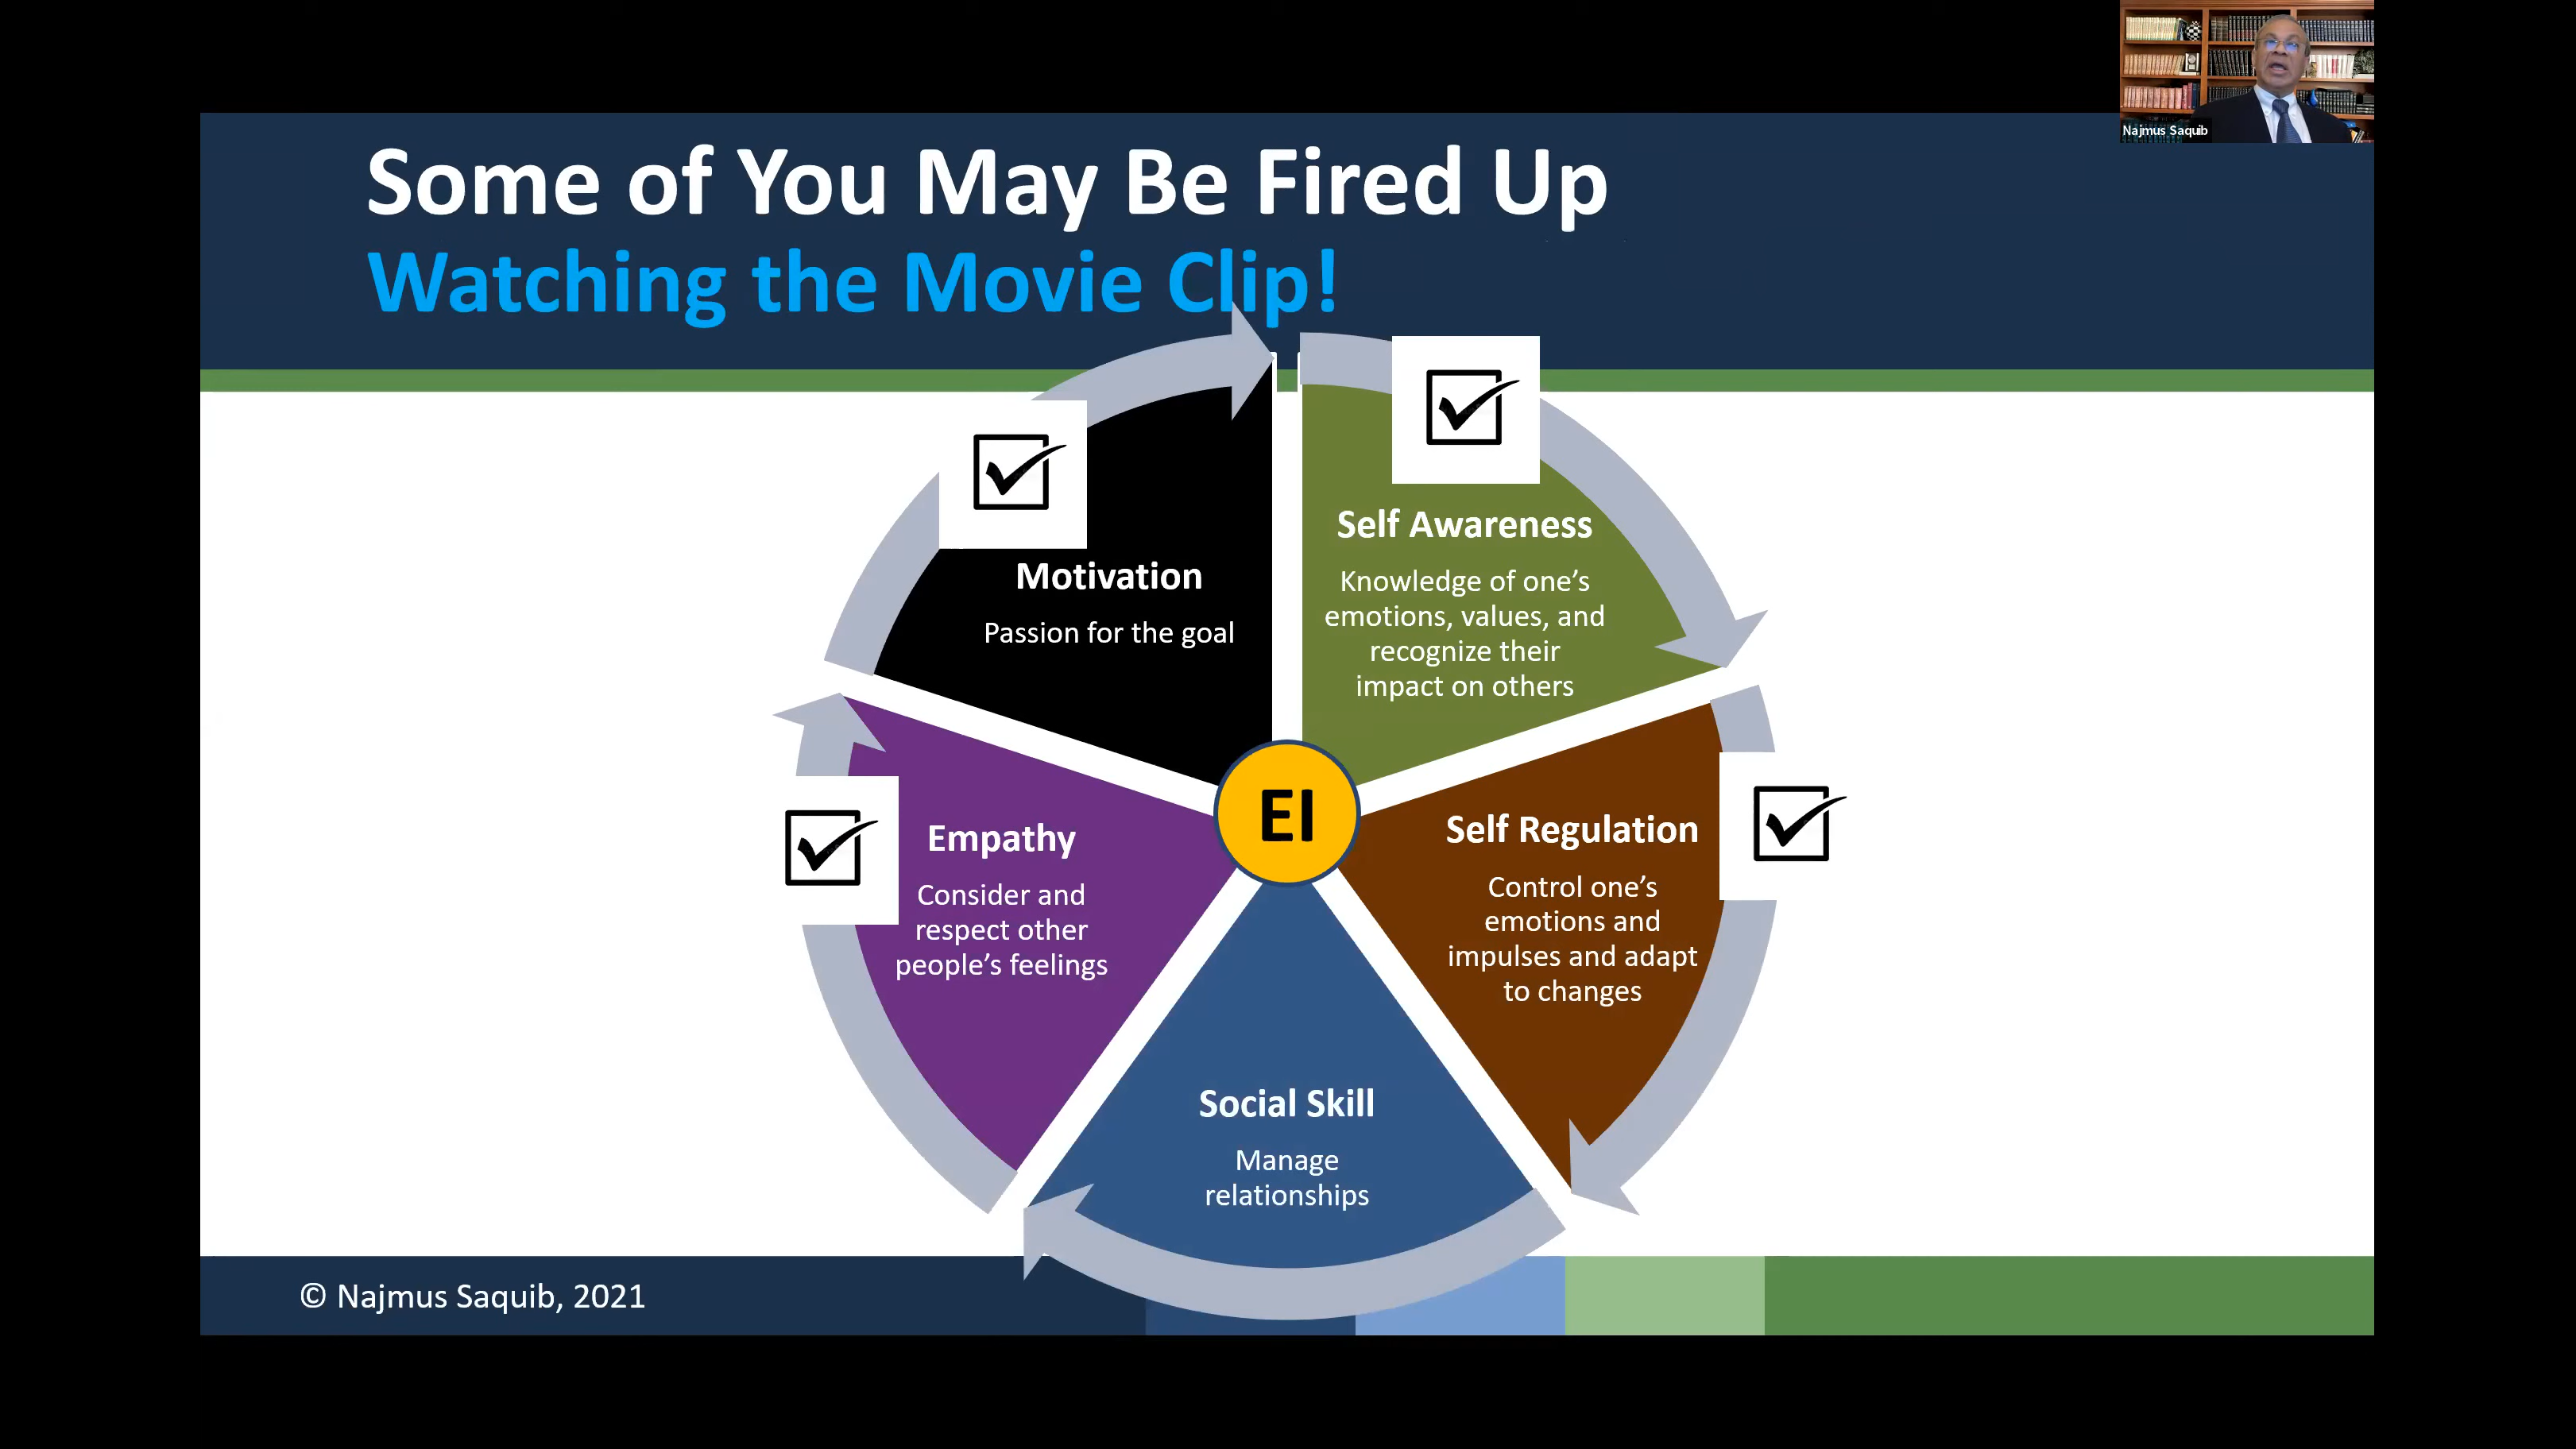 Najmus Saquib
Some of You May Be Fired Up
Watching the Movie Clip!
Self Awareness
Knowledge of one's
emotions, values, and
recognize their
impact on others
Self Regulation
Control one's
emotions and
impulses and adapt
to changes
Social Skill
Manage
relationships
Empathy
Consider and
respect other
people's feelings
Motivation
Passion for the goal
EI
© Najmus Saquib, 2021